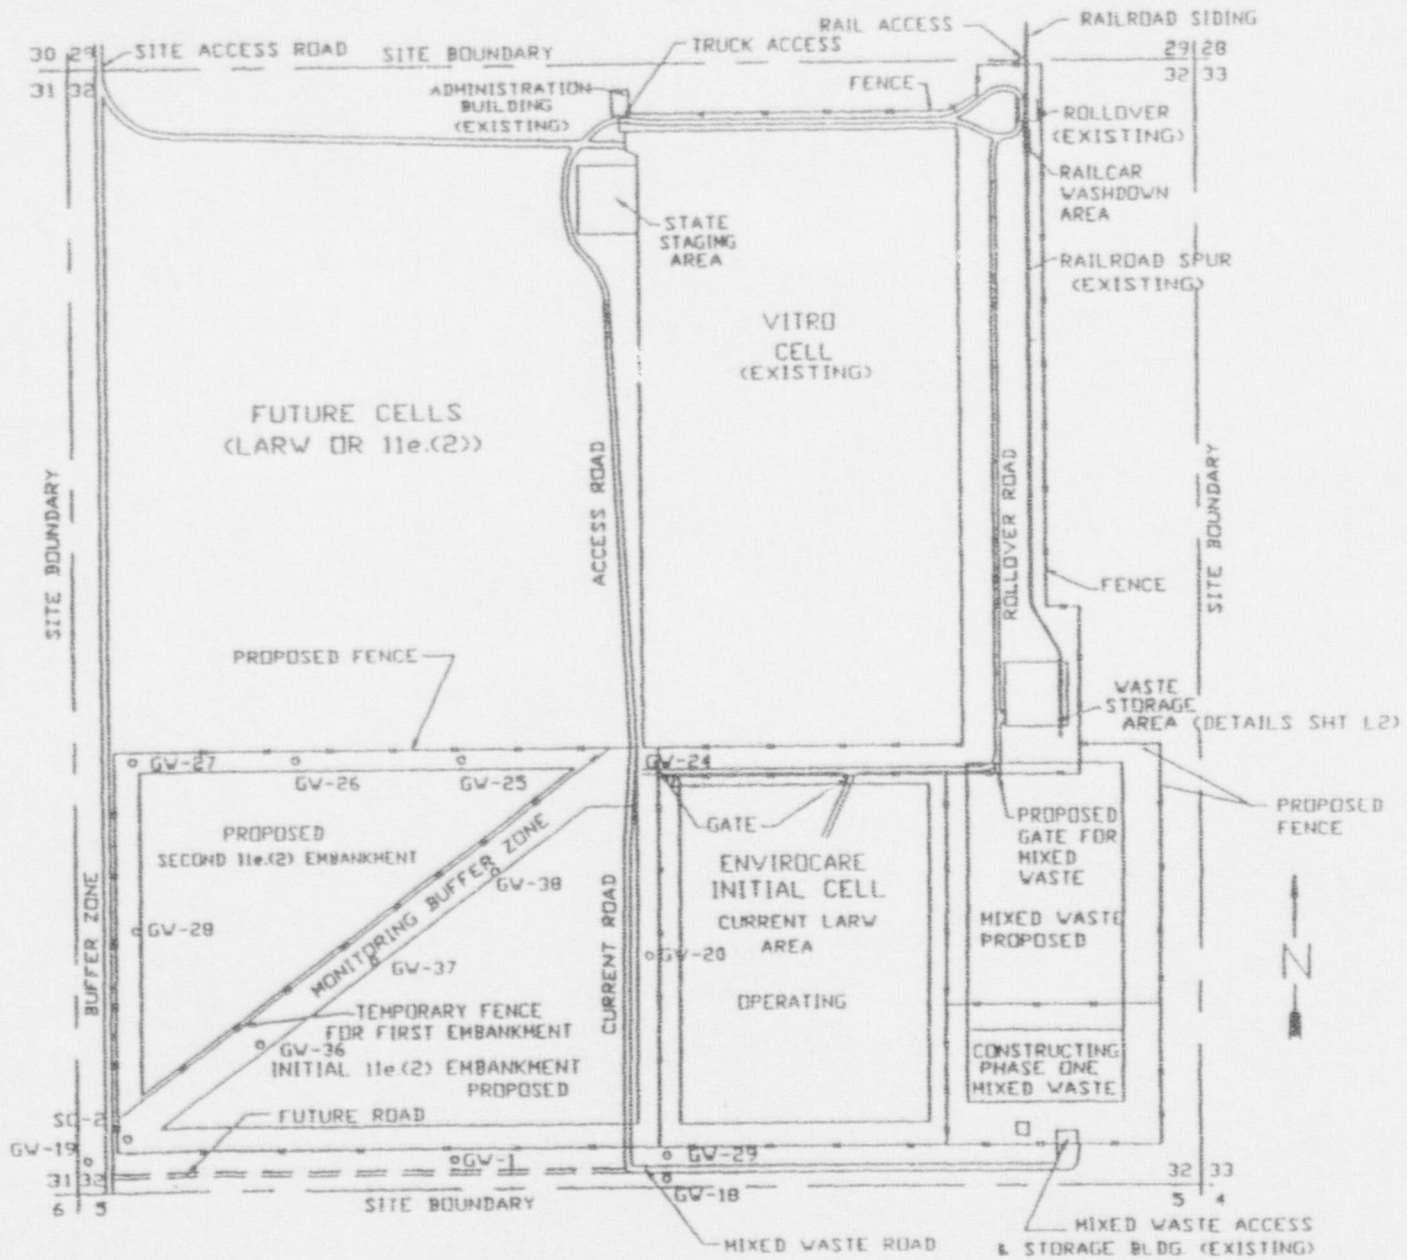 RAILROAD SIDING
RAIL ACCESS
TRUCK ACCESS
30 29
SITE ACCESS ROAD
SITE BOUNDARY
29 28
31 32
32 33
ADMINISTRATION
BUILDING
(EXISTING)
FENCE
ROLLOVER
(EXISTING)
RAILCAR
WASHDOWN
AREA
STATE
STAGING
AREA
RAILROAD SPUR
(EXISTING)
VITRO
CELL
(EXISTING)
FUTURE CELLS
(LARW OR 11e.(2))
SITE BOUNDARY
ACCESS ROAD
ROLLOVER ROAD
SITE BOUNDARY
FENCE
PROPOSED FENCE
WASTE
STORAGE
AREA (DETAILS SHT L2)
GW-27
GW-26
GW-25
GW-24
PROPOSED
SECOND 11e.(2) EMBANKMENT
MONITORING BUFFER ZONE
GATE
PROPOSED
GATE FOR
MIXED
WASTE
PROPOSED
FENCE
ENVIROCARE
INITIAL CELL
CURRENT LARW
AREA
OPERATING
MIXED WASTE
PROPOSED
BUFFER ZONE
GW-28
GW-38
GW-37
CURRENT ROAD
GW-20
N
TEMPORARY FENCE
FOR FIRST EMBANKMENT
GW-36
INITIAL 11e.(2) EMBANKMENT
PROPOSED
CONSTRUCTING
PHASE ONE
MIXED WASTE
SC-2
FUTURE ROAD
GW-19
GW-1
GW-29
GW-18
31 32
6 5
32 33
5 4
SITE BOUNDARY
MIXED WASTE ROAD
MIXED WASTE ACCESS
& STORAGE BLDG (EXISTING)